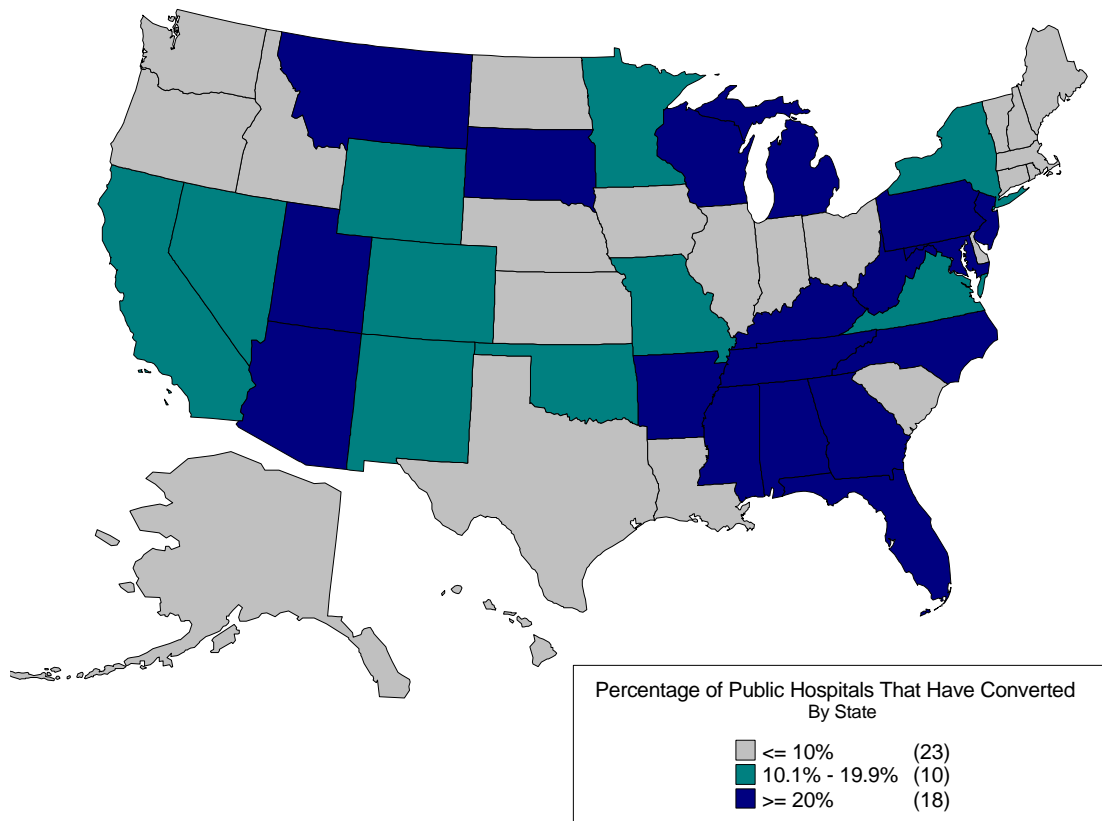 Percentage of Public Hospitals That Have Converted
By State
<= 10% (23)
10.1% - 19.9% (10)
>= 20% (18)